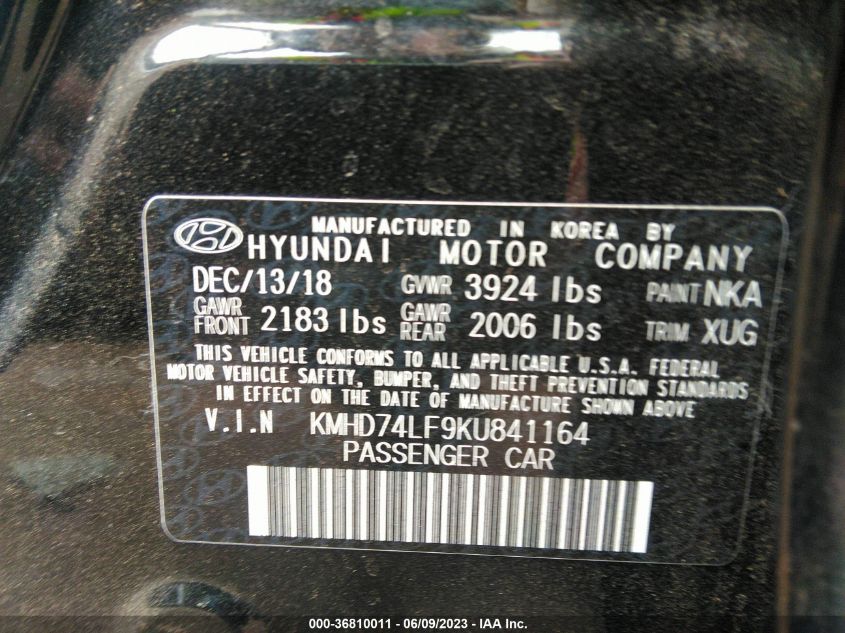 MANUFACTURED IN KOREA BY
HYUNDAI MOTOR COMPANY
DEC/13/18 GVWR 3924 lbs PAINT NKA
GAWR FRONT 2183 lbs GAWR REAR 2006 lbs TRIM XUG
THIS VEHICLE CONFORMS TO ALL APPLICABLE U.S.A. FEDERAL
MOTOR VEHICLE SAFETY, BUMPER, AND THEFT PREVENTION STANDARDS
IN EFFECT ON THE DATE OF MANUFACTURE SHOWN ABOVE
V.I.N KMHD74LF9KU841164
PASSENGER CAR
000-36810011 - 06/09/2023 - IAA Inc.